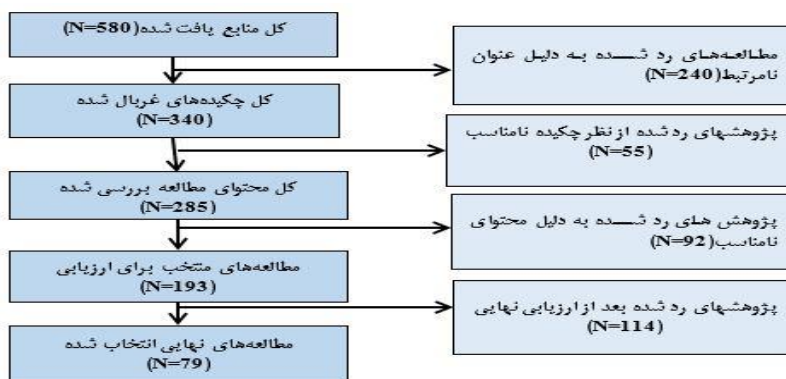 کل منابع یافت شده(N=580)
مطالعه‌های رد شده به دلیل عنوان
نامرتبط(N=240)
کل چکیده‌های غربال شده
(N=340)
پژوهشهای رد شده از نظر چکیده نامناسب
(N=55)
کل محتوای مطالعه بررسی شده
(N=285)
پژوهش های رد شده به دلیل محتوای
نامناسب(N=92)
مطالعه‌های منتخب برای ارزیابی
(N=193)
پژوهشهای رد شده بعد از ارزیابی نهایی
(N=114)
مطالعه‌های نهایی انتخاب شده
(N=79)